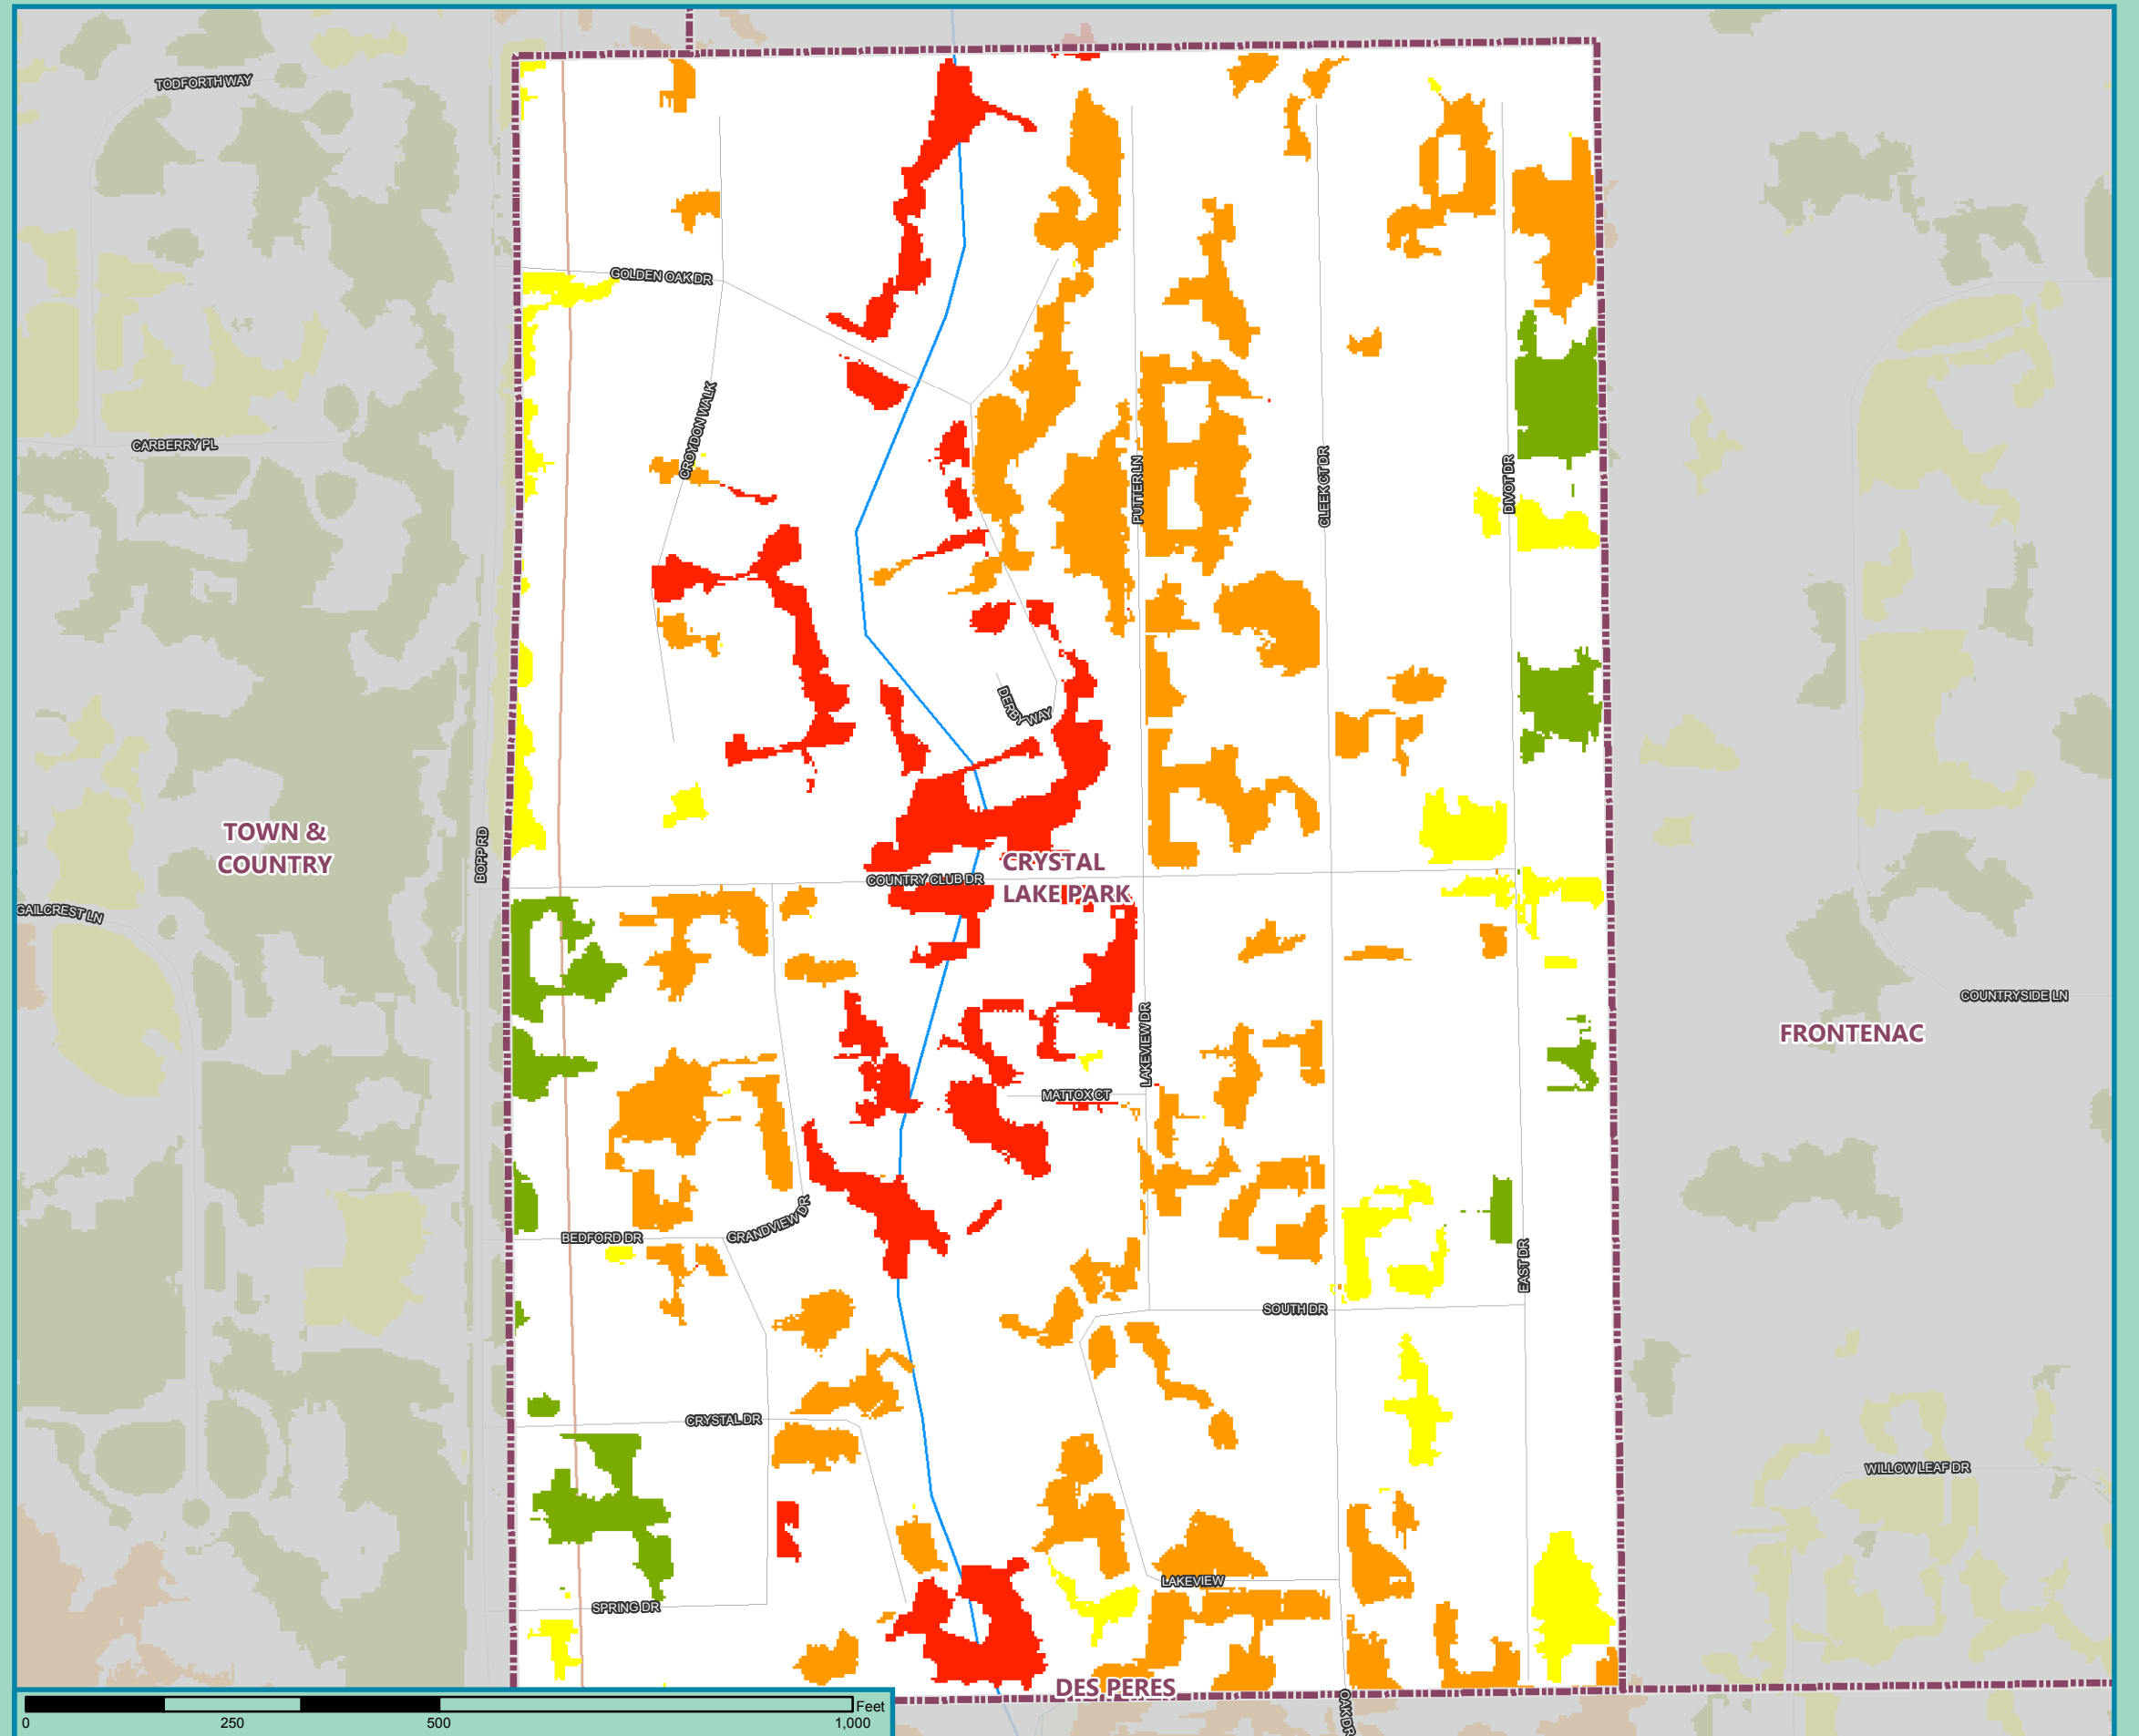 TODFORTH WAY
GOLDEN OAK DR
CROYDON WALK
CARBERRY PL
PUTTER LN
CLEEK CT DR
DIVOT DR
DERBY WAY
TOWN &
COUNTRY
BOPP RD
CRYSTAL
LAKE PARK
COUNTRY CLUB DR
GAILCREST LN
COUNTRYSIDE LN
FRONTENAC
LAKEVIEW DR
MATTOX CT
GRANDVIEW DR
BEDFORD DR
EAST DR
SOUTH DR
CRYSTAL DR
WILLOW LEAF DR
LAKEVIEW
SPRING DR
DES PERES
OAK DR
Feet
0 250 500 1,000